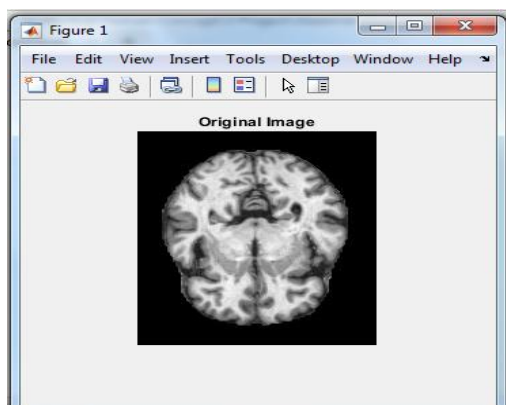 Figure 1
File Edit View Insert Tools Desktop Window Help
Original Image